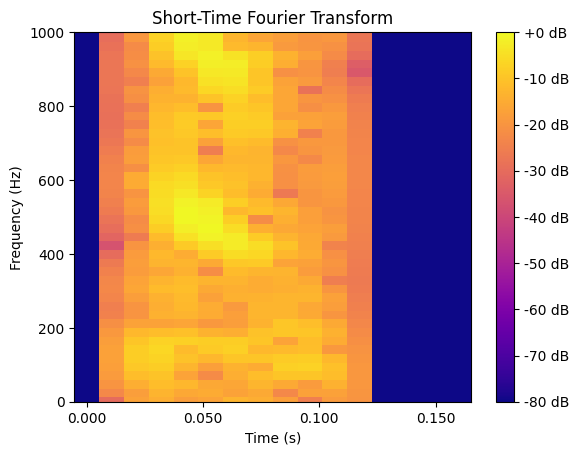 Short-Time Fourier Transform
1000
800
600
400
200
0
Frequency (Hz)
0.000
0.050
0.100
0.150
Time (s)
+0 dB
-10 dB
-20 dB
-30 dB
-40 dB
-50 dB
-60 dB
-70 dB
-80 dB